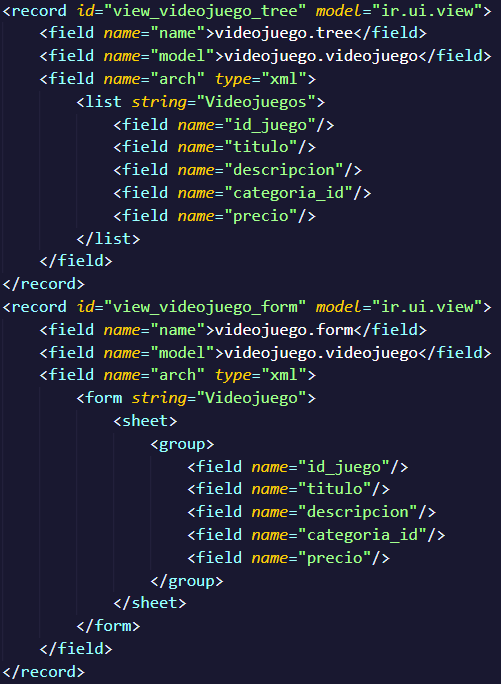 <record id="view_videojuego_tree" model="ir.ui.view">
    <field name="name">videojuego.tree</field>
    <field name="model">videojuego.videojuego</field>
    <field name="arch" type="xml">
        <list string="Videojuegos">
            <field name="id_juego"/>
            <field name="titulo"/>
            <field name="descripcion"/>
            <field name="categoria_id"/>
            <field name="precio"/>
        </list>
    </field>
</record>
<record id="view_videojuego_form" model="ir.ui.view">
    <field name="name">videojuego.form</field>
    <field name="model">videojuego.videojuego</field>
    <field name="arch" type="xml">
        <form string="Videojuego">
            <sheet>
                <group>
                    <field name="id_juego"/>
                    <field name="titulo"/>
                    <field name="descripcion"/>
                    <field name="categoria_id"/>
                    <field name="precio"/>
                </group>
            </sheet>
        </form>
    </field>
</record>